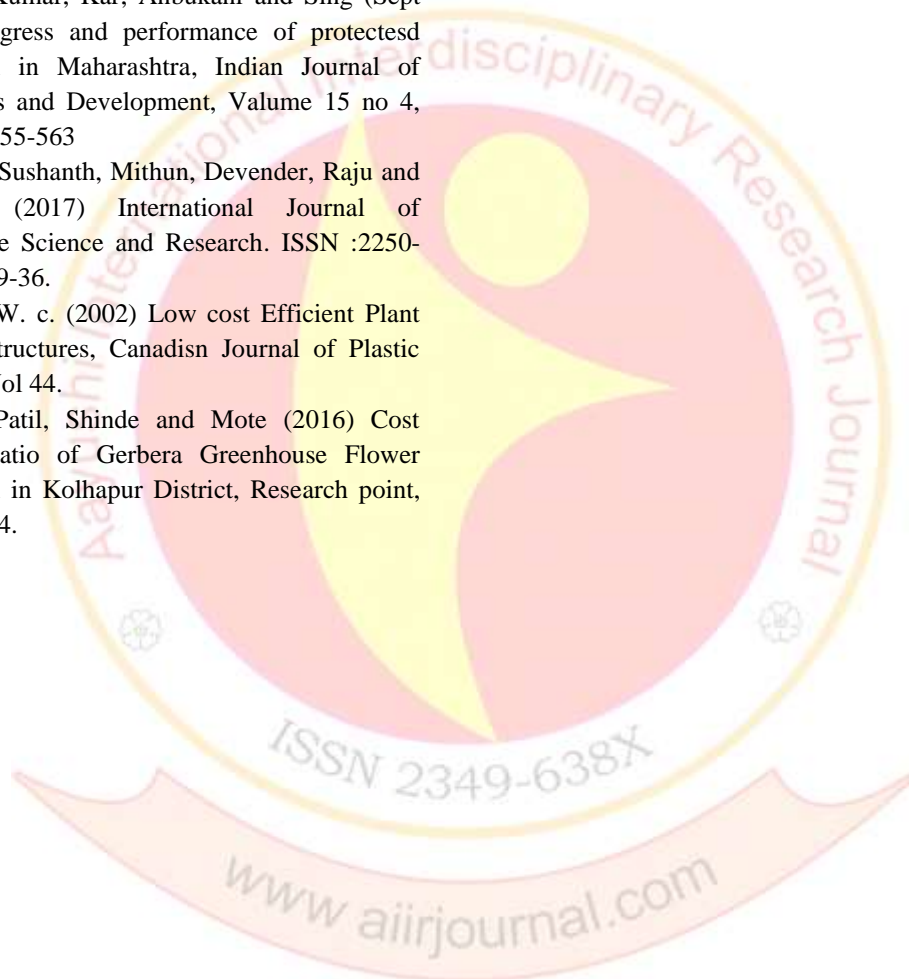 Kumar, Kar, Anbukani and Sing (Sept
gress and performance of protectesd
in Maharashtra, Indian Journal of
s and Development, Valume 15 no 4,
55-563
Sushanth, Mithun, Devender, Raju and
(2017) International Journal of
e Science and Research. ISSN :2250-
9-36.
W. c. (2002) Low cost Efficient Plant
tructures, Canadisn Journal of Plastic
Vol 44.
Patil, Shinde and Mote (2016) Cost
atio of Gerbera Greenhouse Flower
in Kolhapur District, Research point,
4.
Aayushi International Interdisciplinary Research Journal
ISSN 2349-638X
www aiirjournal.com